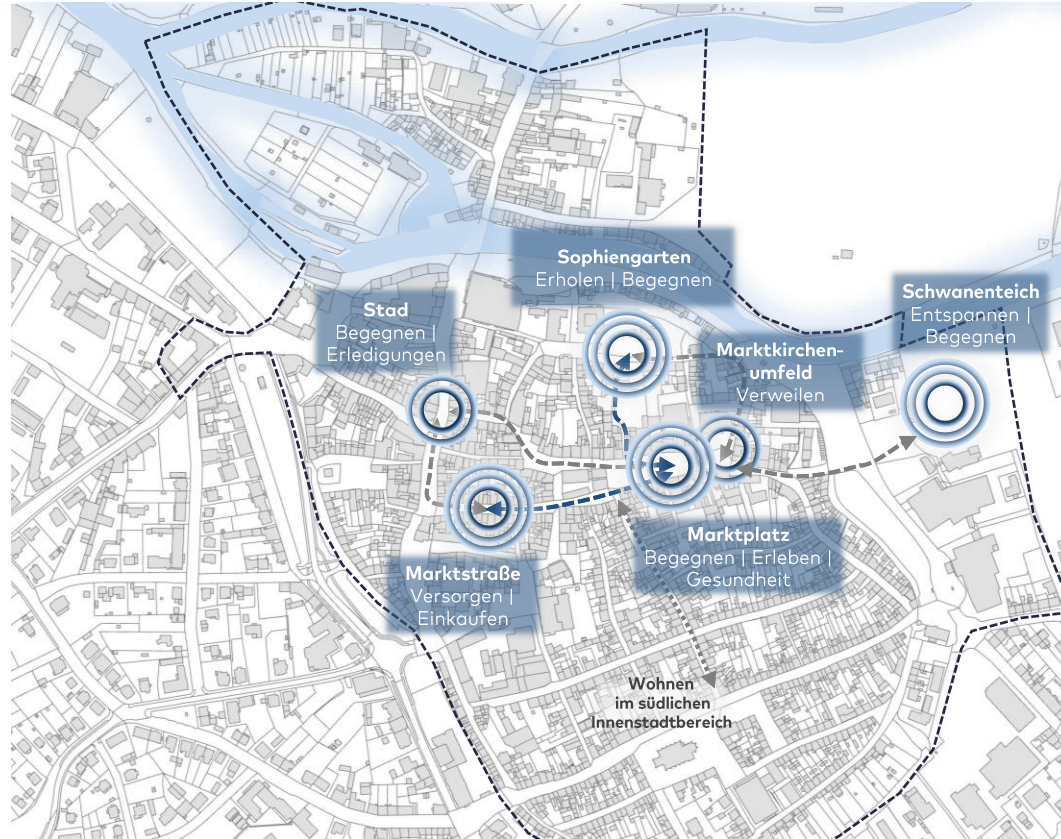 Sophiengarten
Erholen | Begegnen
Schwanenteich
Entspannen |
Begegnen
Stad
Begegnen |
Erledigungen
Marktkirchen-
umfeld
Verweilen
Marktplatz
Begegnen | Erleben |
Gesundheit
Marktstraße
Versorgen |
Einkaufen
Wohnen
im südlichen
Innenstadtbereich